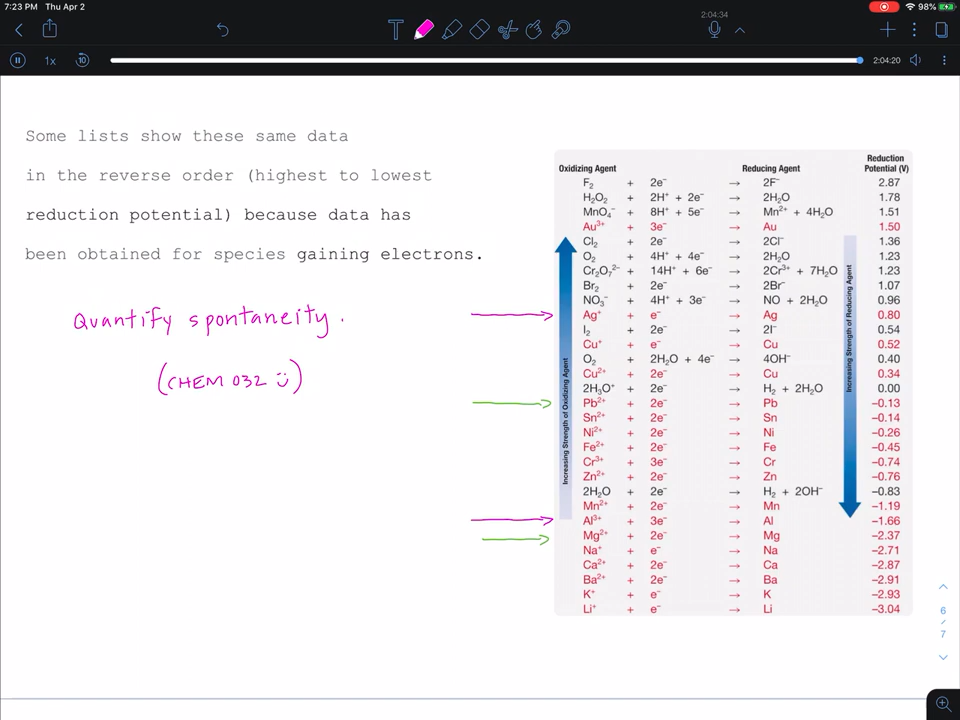 7:23 PM Thu Apr 2
98%
2:04:34
T
1x
10
2:04:20
Some lists show these same data
in the reverse order (highest to lowest
reduction potential) because data has
been obtained for species gaining electrons.
Quantify spontaneity.
(CHEM 032 ☺)
Oxidizing Agent Reducing Agent Reduction Potential (V)
F₂ + 2e⁻ → 2F⁻ 2.87
H₂O₂ + 2H⁺ + 2e⁻ → 2H₂O 1.78
MnO₄⁻ + 8H⁺ + 5e⁻ → Mn²⁺ + 4H₂O 1.51
Au³⁺ + 3e⁻ → Au 1.50
Cl₂ + 2e⁻ → 2Cl⁻ 1.36
O₂ + 4H⁺ + 4e⁻ → 2H₂O 1.23
Cr₂O₇²⁻ + 14H⁺ + 6e⁻ → 2Cr³⁺ + 7H₂O 1.23
Br₂ + 2e⁻ → 2Br⁻ 1.07
NO₃⁻ + 4H⁺ + 3e⁻ → NO + 2H₂O 0.96
Ag⁺ + e⁻ → Ag 0.80
I₂ + 2e⁻ → 2I⁻ 0.54
Cu⁺ + e⁻ → Cu 0.52
O₂ + 2H₂O + 4e⁻ → 4OH⁻ 0.40
Cu²⁺ + 2e⁻ → Cu 0.34
2H₃O⁺ + 2e⁻ → H₂ + 2H₂O 0.00
Pb²⁺ + 2e⁻ → Pb −0.13
Sn²⁺ + 2e⁻ → Sn −0.14
Ni²⁺ + 2e⁻ → Ni −0.26
Fe²⁺ + 2e⁻ → Fe −0.45
Cr³⁺ + 3e⁻ → Cr −0.74
Zn²⁺ + 2e⁻ → Zn −0.76
2H₂O + 2e⁻ → H₂ + 2OH⁻ −0.83
Mn²⁺ + 2e⁻ → Mn −1.19
Al³⁺ + 3e⁻ → Al −1.66
Mg²⁺ + 2e⁻ → Mg −2.37
Na⁺ + e⁻ → Na −2.71
Ca²⁺ + 2e⁻ → Ca −2.87
Ba²⁺ + 2e⁻ → Ba −2.91
K⁺ + e⁻ → K −2.93
Li⁺ + e⁻ → Li −3.04
Increasing Strength of Oxidizing Agent
Increasing Strength of Reducing Agent
6
/
7